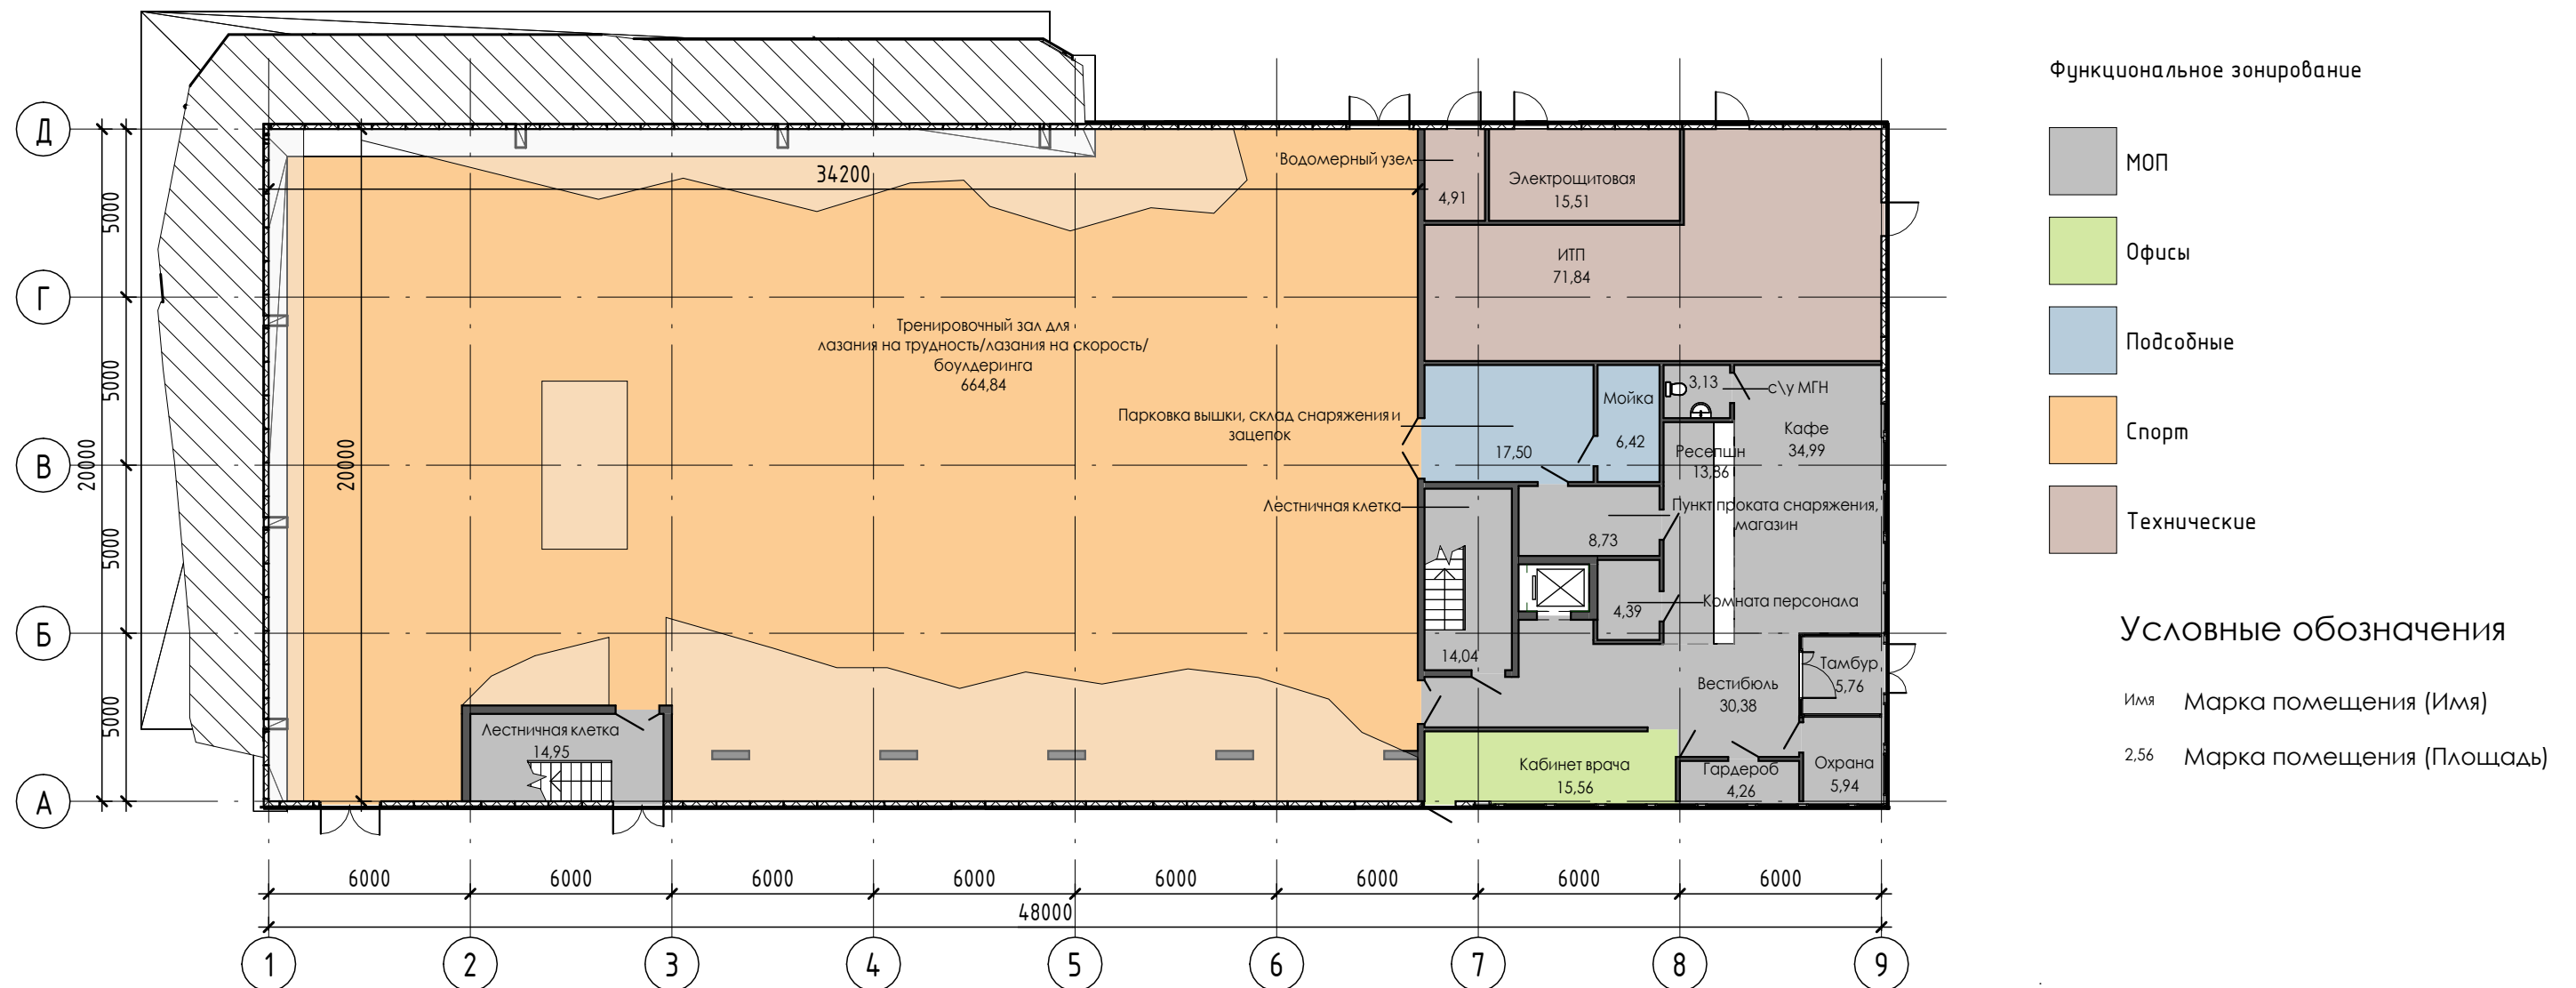 Функциональное зонирование
МОП
Офисы
Подсобные
Спорт
Технические
Условные обозначения
Имя Марка помещения (Имя)
2,56 Марка помещения (Площадь)
Д
Г
В
Б
А
5000
5000
5000
5000
20000
20000
34200
Водомерный узел
4,91
Электрощитовая
15,51
ИТП
71,84
Тренировочный зал для
лазания на трудность/лазания на скорость/
боулдеринга
664,84
Парковка вышки, склад снаряжения и
зацепок
17,50
Мойка
6,42
3,13
с\у МГН
Кафе
34,99
Ресепшн
13,86
Лестничная клетка
14,04
Пункт проката снаряжения,
магазин
8,73
4,39
Комната персонала
Тамбур
5,76
Вестибюль
30,38
Лестничная клетка
14,95
Кабинет врача
15,56
Гардероб
4,26
Охрана
5,94
6000 6000 6000 6000 6000 6000 6000 6000
48000
1 2 3 4 5 6 7 8 9